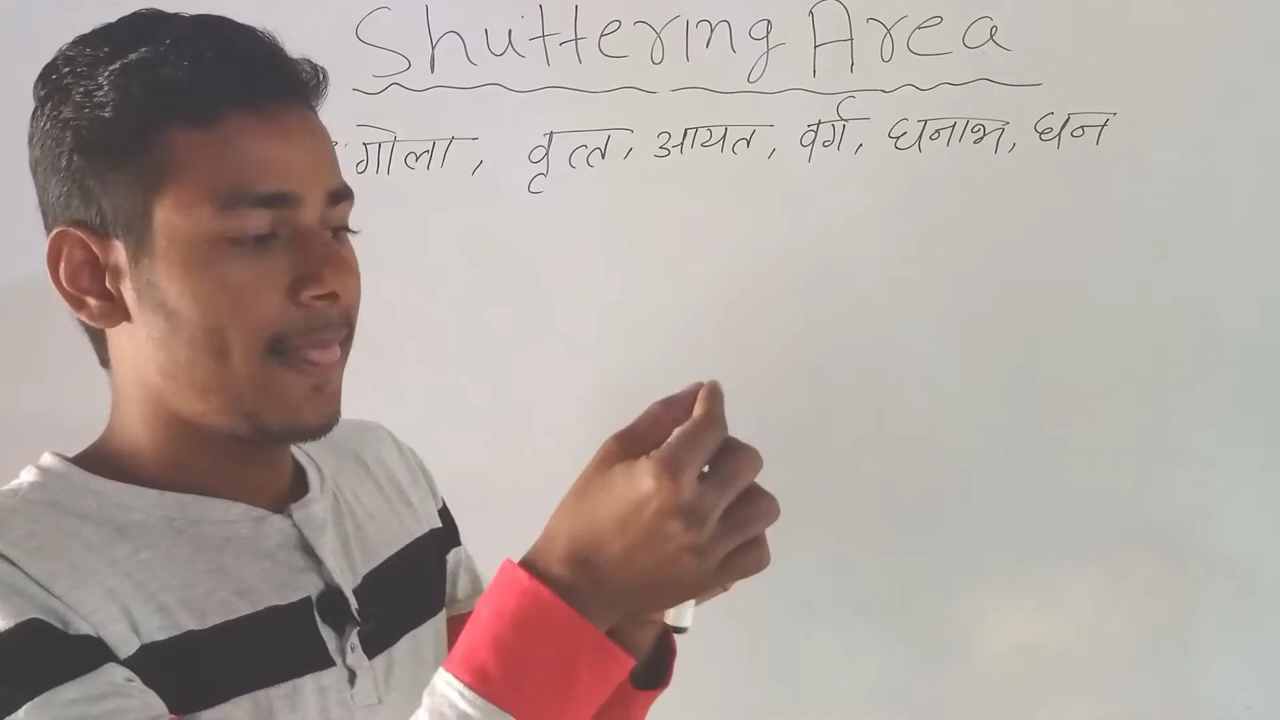 Shuttering Area
गोला, वृत्त, आयत, वर्ग, घनाभ, घन